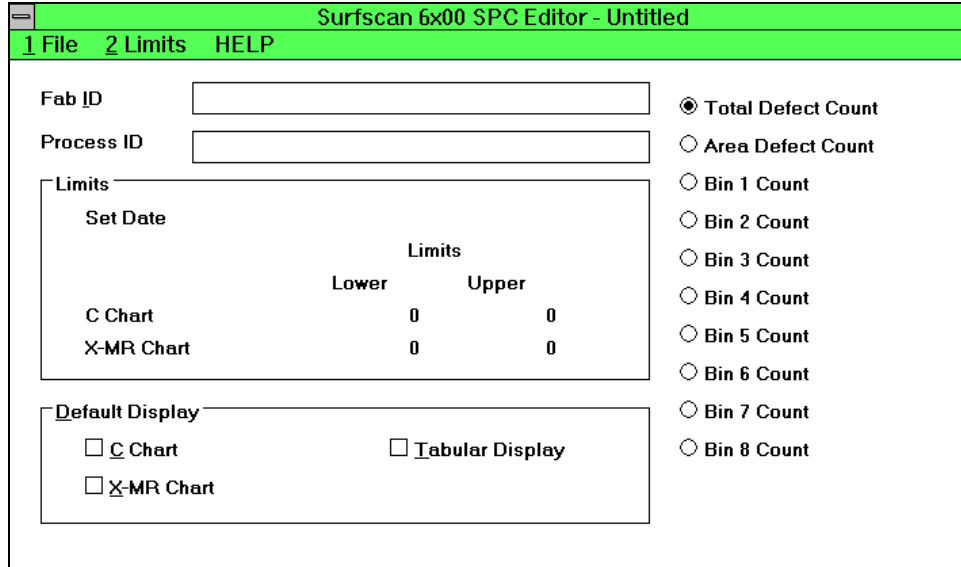 Surfscan 6x00 SPC Editor - Untitled
1 File 2 Limits HELP
Fab ID
Process ID
Limits
Set Date
Limits
Lower Upper
C Chart 0 0
X-MR Chart 0 0
Default Display
C Chart Tabular Display
X-MR Chart
Total Defect Count
Area Defect Count
Bin 1 Count
Bin 2 Count
Bin 3 Count
Bin 4 Count
Bin 5 Count
Bin 6 Count
Bin 7 Count
Bin 8 Count